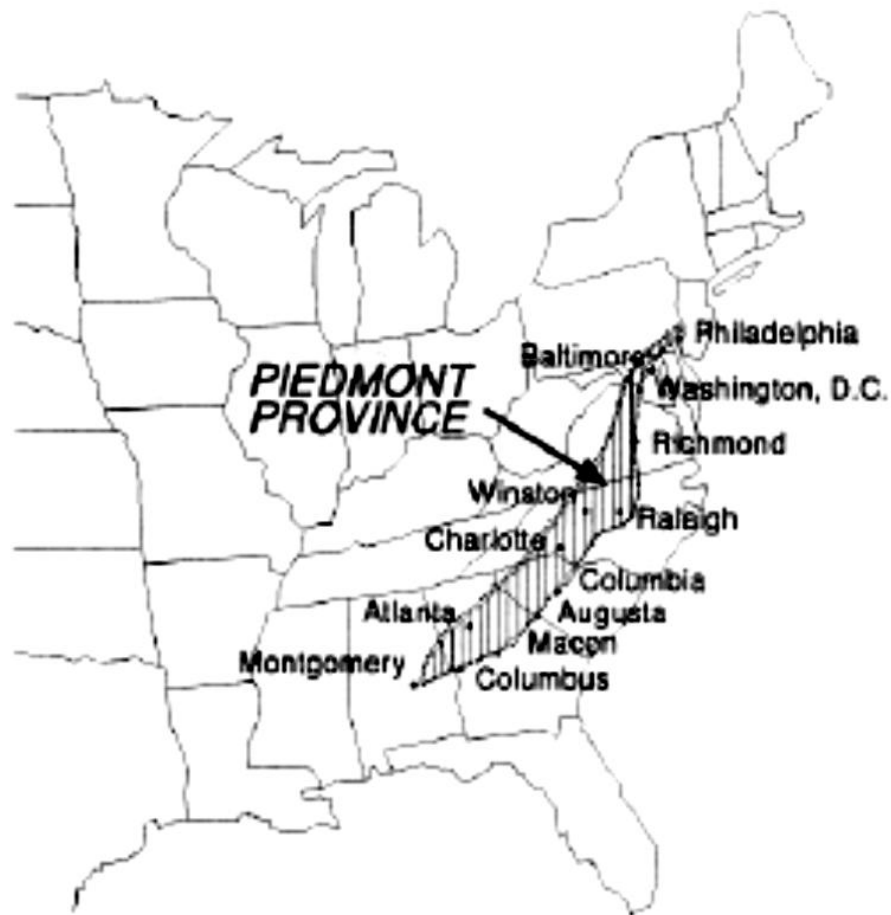 Philadelphia
Baltimore
PIEDMONT
PROVINCE
Washington, D.C.
Richmond
Winston
Raleigh
Charlotte
Columbia
Atlanta
Augusta
Macon
Montgomery
Columbus